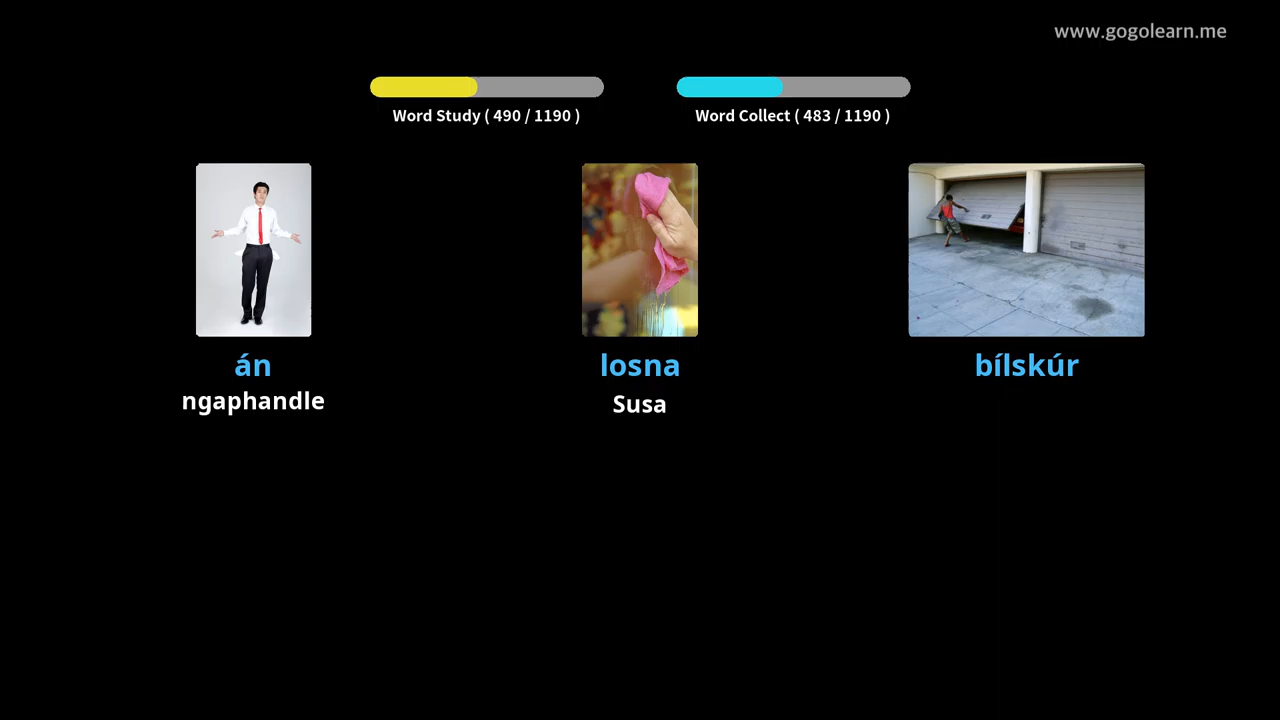 www.gogolearn.me
Word Study ( 490 / 1190 )
Word Collect ( 483 / 1190 )
án
losna
bílskúr
ngaphandle
Susa